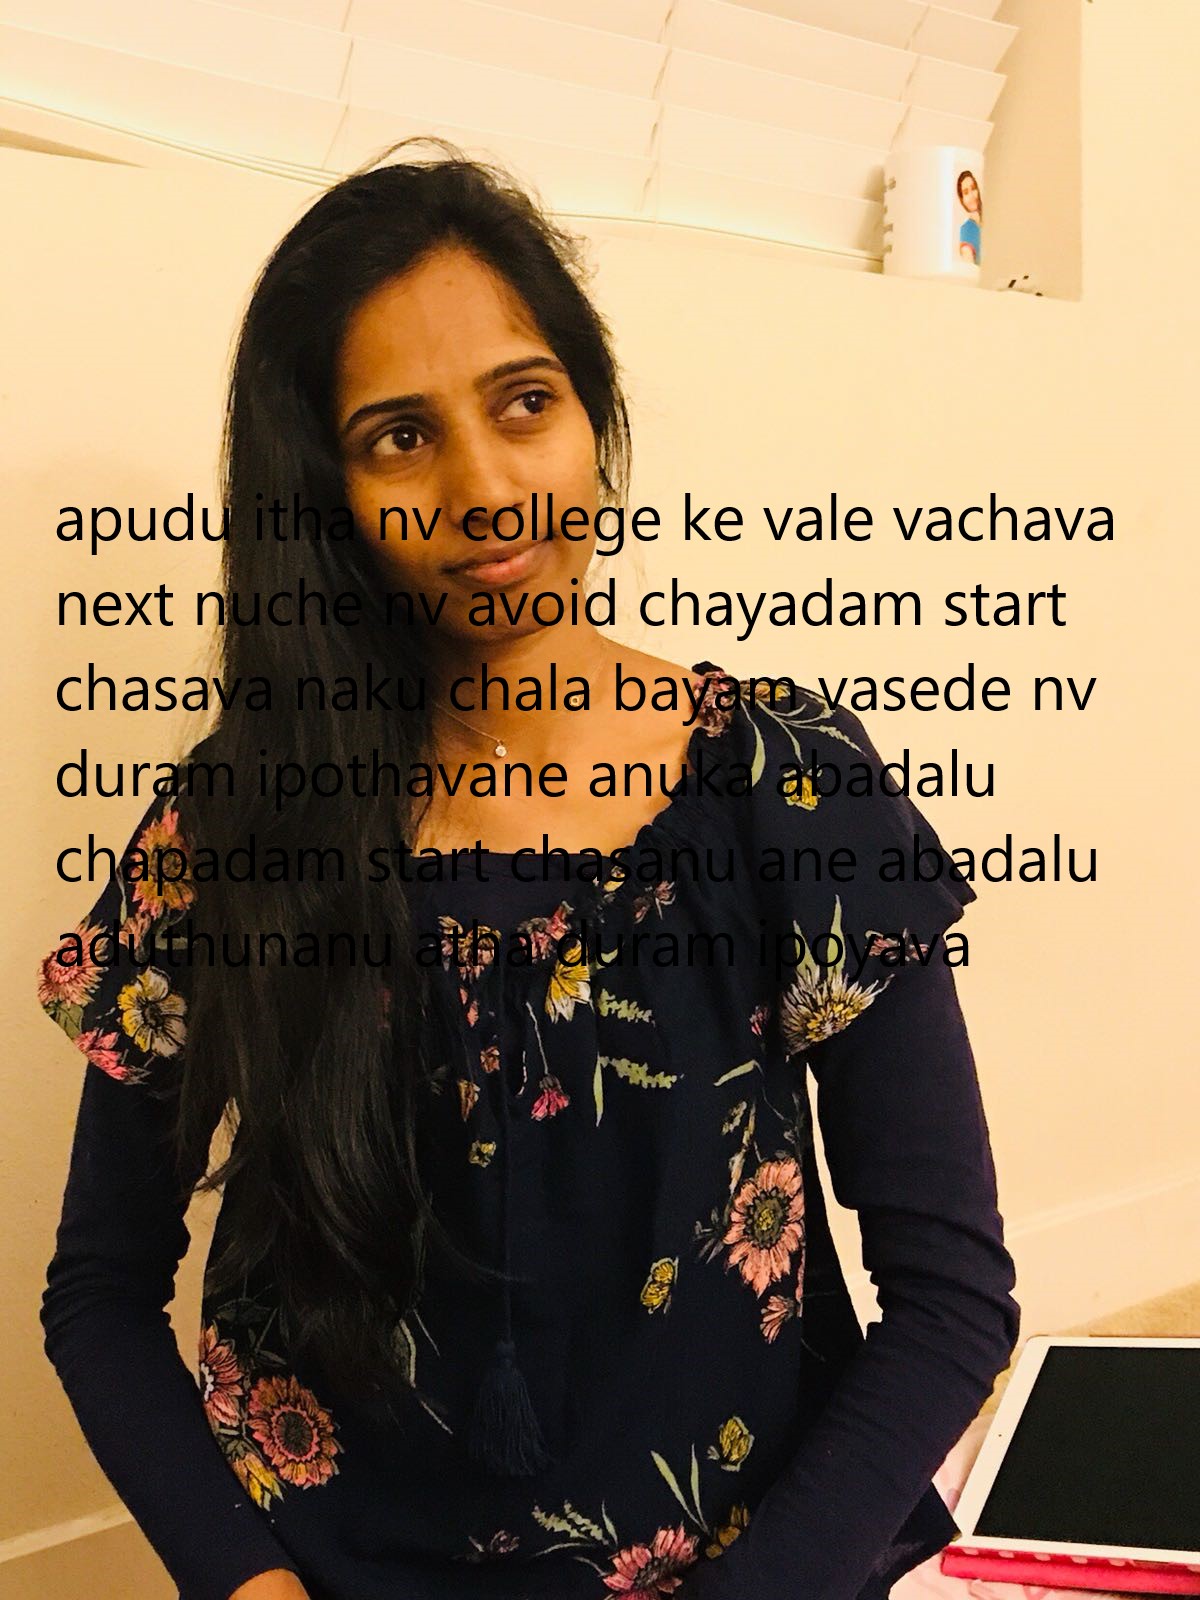 apudu itha nv college ke vale vachava
next nuche nv avoid chayadam start
chasava naku chala bayam vasede nv
duram ipothavane anuka abadalu
chapadam start chasanu ane abadalu
aduthunanu atha duram ipoyava